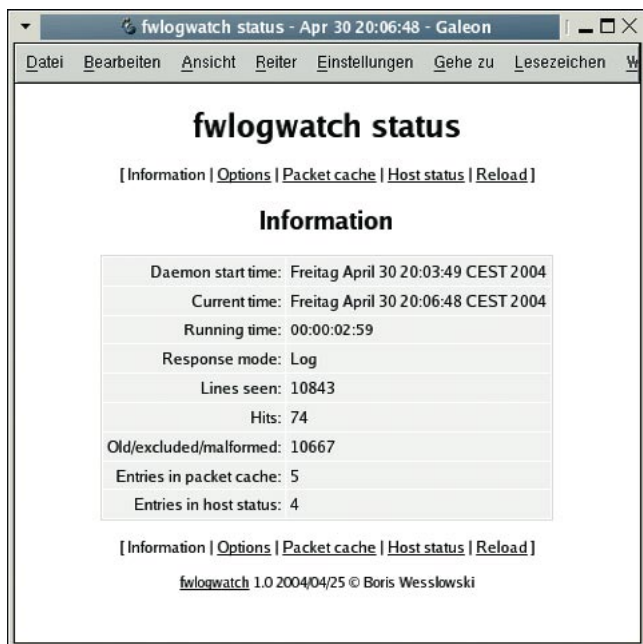 fwlogwatch status - Apr 30 20:06:48 - Galeon
Datei Bearbeiten Ansicht Reiter Einstellungen Gehe zu Lesezeichen W
fwlogwatch status
[ Information | Options | Packet cache | Host status | Reload ]
Information
Daemon start time: Freitag April 30 20:03:49 CEST 2004
Current time: Freitag April 30 20:06:48 CEST 2004
Running time: 00:00:02:59
Response mode: Log
Lines seen: 10843
Hits: 74
Old/excluded/malformed: 10667
Entries in packet cache: 5
Entries in host status: 4
[ Information | Options | Packet cache | Host status | Reload ]
fwlogwatch 1.0 2004/04/25 © Boris Wesslowski